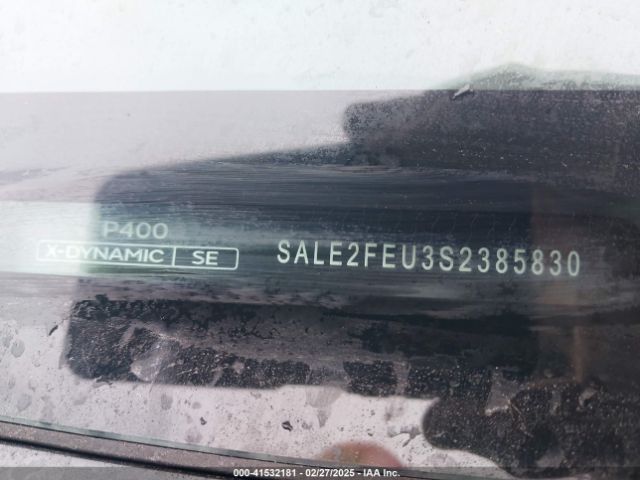 P400
X-DYNAMIC SE
SALE2FEU3S2385830
000-41532181 - 02/27/2025 - IAA Inc.